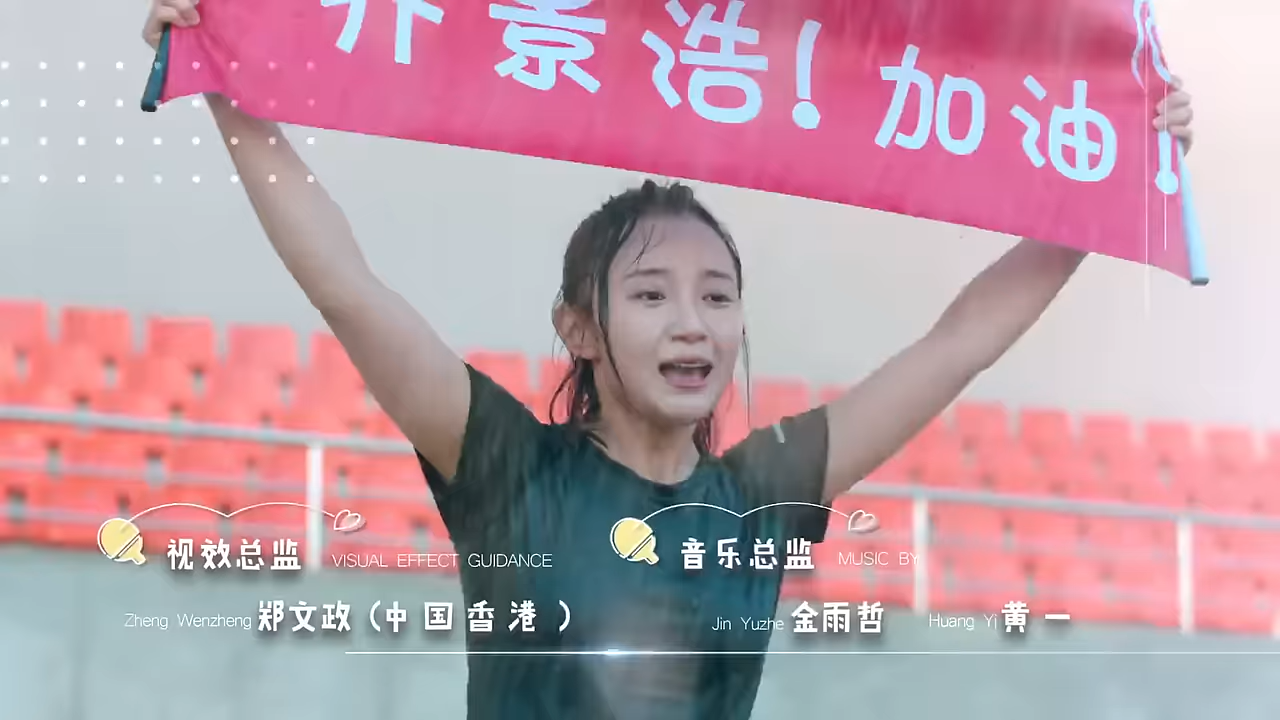 景浩！加油！
视效总监 VISUAL EFFECT GUIDANCE
Zheng Wenzheng 郑文政（中国香港）
音乐总监 MUSIC BY
Jin Yuzhe 金雨哲 Huang Yi 黄一